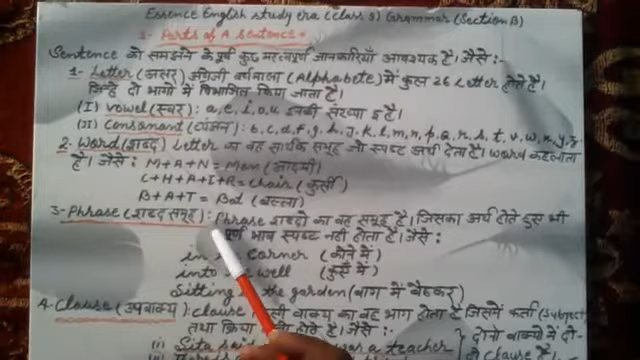 Essence English study era (Class 3) Grammar (Section B)
1- Parts of A Sentence
Sentence को समझने के पूर्व कुछ महत्वपूर्ण जानकारियाँ आवश्यक हैं। जैसे:-
1- Letter (अक्षर) अंग्रेजी वर्णमाला (Alphabete) में कुल 26 Letter होते हैं।
जिन्हें दो भागों में विभाजित किया जाता है।
(I) Vowel (स्वर): a, e, i, o, u इनकी संख्या 5 है।
(II) Consonant (व्यंजन): b, c, d, f, g, h, j, k, l, m, n, p, q, r, s, t, v, w, x, y, z
2- Word (शब्द) Letter का वह सार्थक समूह जो स्पष्ट अर्थ देता है। Word कहलाता
है। जैसे: M+A+N = Man (आदमी)
C+H+A+I+R = Chair (कुर्सी)
B+A+T = Bat (बल्ला)
3- Phrase (शब्द समूह): Phrase शब्दों का वह समूह है। जिसका अर्थ होते हुए भी
पूर्ण भाव स्पष्ट नहीं होता है। जैसे:
in corner (कोने में)
into well (कुएँ में)
Sitting the garden (बाग में बैठकर)
4- Clause (उपवाक्य): Clause वाक्य का वह भाग होता है जिसमें कर्ता (Subject
तथा क्रिया होते हैं। जैसे:-
(i) Sita was a teacher } दोनों वाक्यों में दो-
Clause हैं।